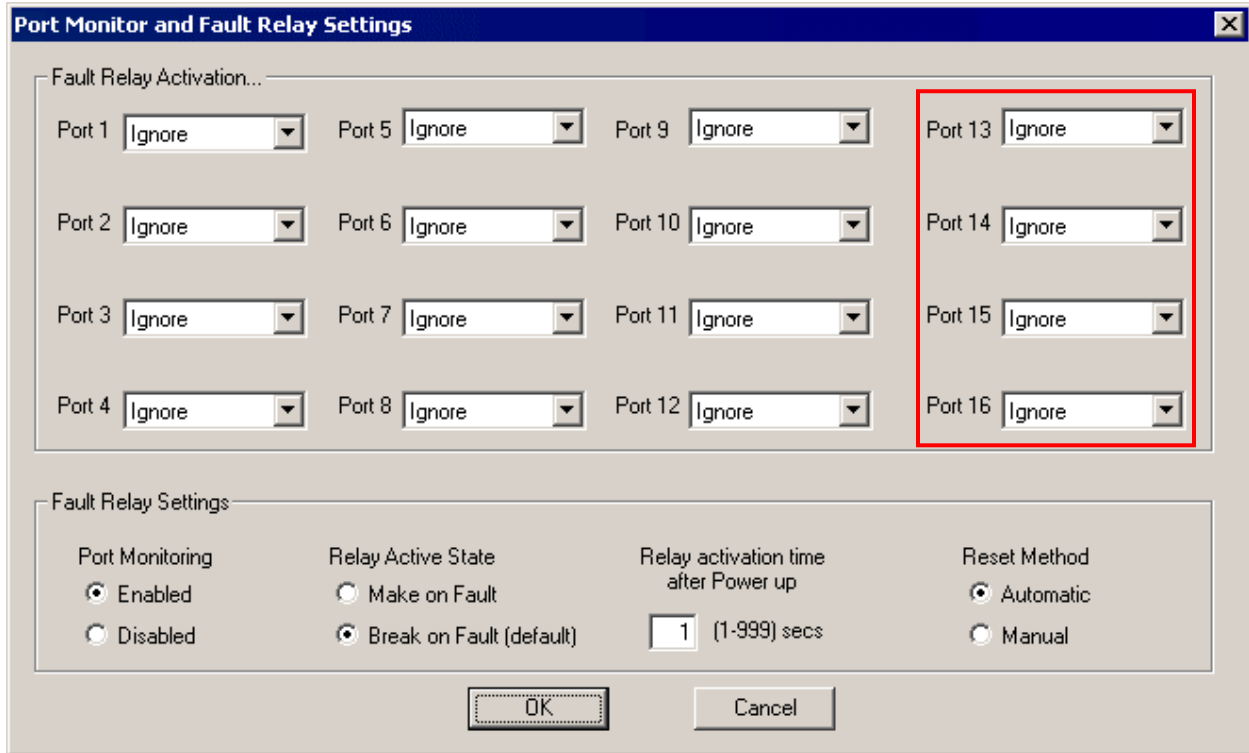 Port Monitor and Fault Relay Settings
Fault Relay Activation...
Port 1 Ignore Port 5 Ignore Port 9 Ignore Port 13 Ignore
Port 2 Ignore Port 6 Ignore Port 10 Ignore Port 14 Ignore
Port 3 Ignore Port 7 Ignore Port 11 Ignore Port 15 Ignore
Port 4 Ignore Port 8 Ignore Port 12 Ignore Port 16 Ignore
Fault Relay Settings
Port Monitoring
Enabled
Disabled
Relay Active State
Make on Fault
Break on Fault (default)
Relay activation time
after Power up
1 (1-999) secs
Reset Method
Automatic
Manual
OK Cancel